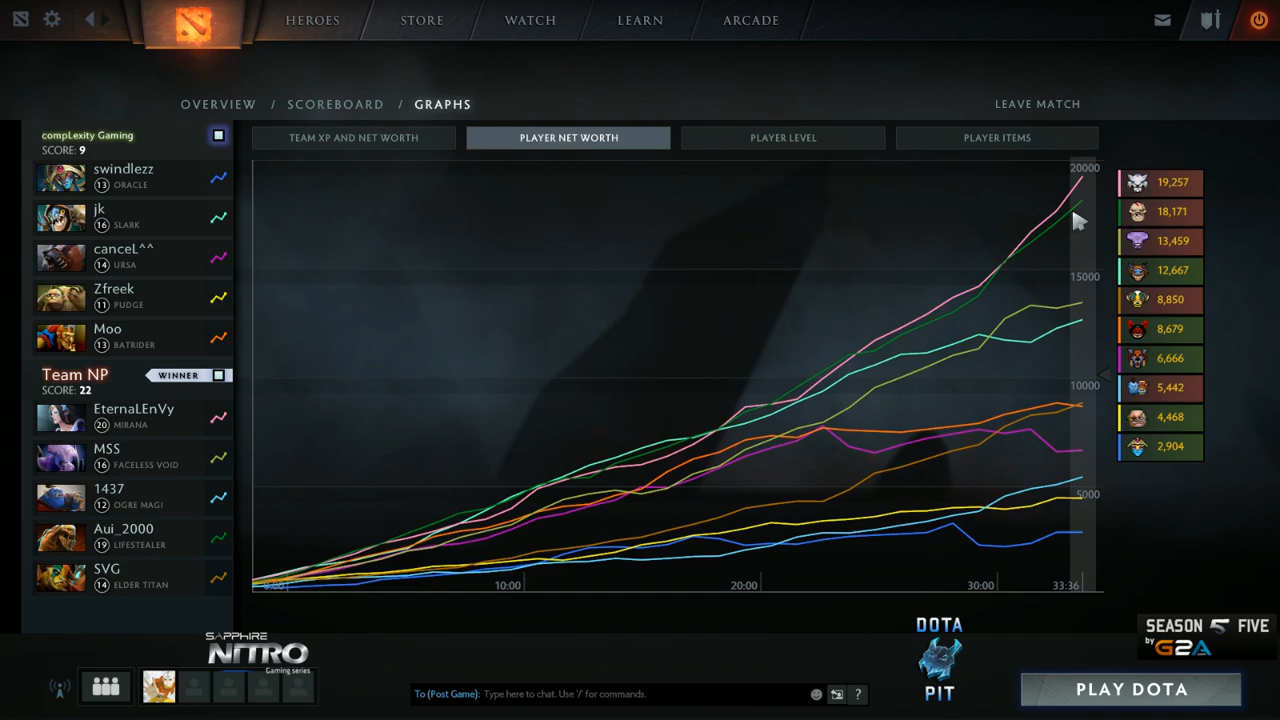 HEROES
STORE
WATCH
LEARN
ARCADE
OVERVIEW / SCOREBOARD / GRAPHS
LEAVE MATCH
compLexity Gaming
SCORE: 9
swindlezz
13 ORACLE
jk
16 SLARK
canceL^^
14 URSA
Zfreek
11 PUDGE
Moo
13 BATRIDER
Team NP
WINNER
SCORE: 22
EternalEnVy
20 MIRANA
MSS
16 FACELESS VOID
1437
12 OGRE MAGI
Aui_2000
19 LIFESTEALER
SVG
14 ELDER TITAN
TEAM XP AND NET WORTH
PLAYER NET WORTH
PLAYER LEVEL
PLAYER ITEMS
20000
15000
10000
5000
0:00
10:00
20:00
30:00
33:36
19,257
18,171
13,459
12,667
8,850
8,679
6,666
5,442
4,468
2,904
SAPPHIRE
NITRO
Gaming series
To (Post Game): Type here to chat. Use '/' for commands.
?
DOTA
PIT
SEASON 5 FIVE
by G2A
PLAY DOTA